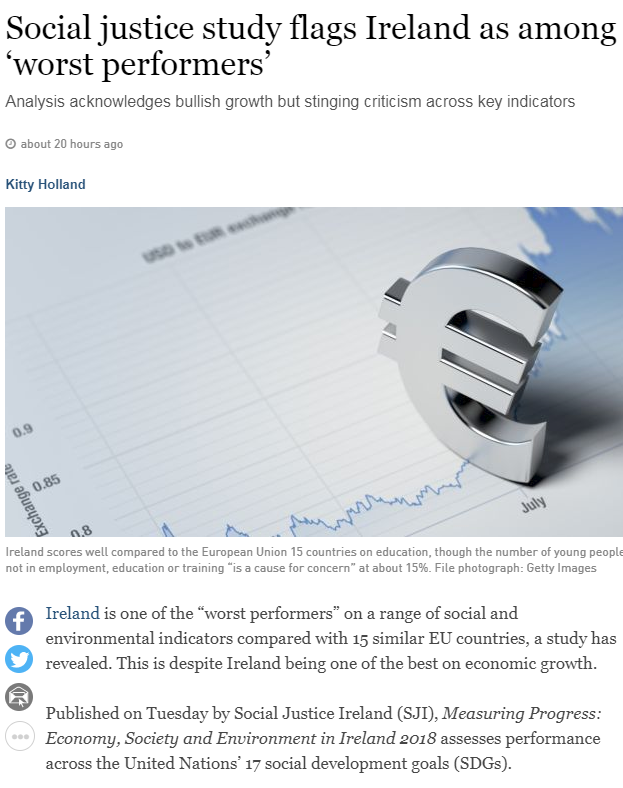 Social justice study flags Ireland as among
‘worst performers’
Analysis acknowledges bullish growth but stinging criticism across key indicators
about 20 hours ago
Kitty Holland
USD to EUR exchange
0.9
0.85
0.8
Exchange rate
July
Ireland scores well compared to the European Union 15 countries on education, though the number of young people
not in employment, education or training “is a cause for concern” at about 15%. File photograph: Getty Images
Ireland is one of the “worst performers” on a range of social and
environmental indicators compared with 15 similar EU countries, a study has
revealed. This is despite Ireland being one of the best on economic growth.
Published on Tuesday by Social Justice Ireland (SJI), Measuring Progress:
Economy, Society and Environment in Ireland 2018 assesses performance
across the United Nations’ 17 social development goals (SDGs).